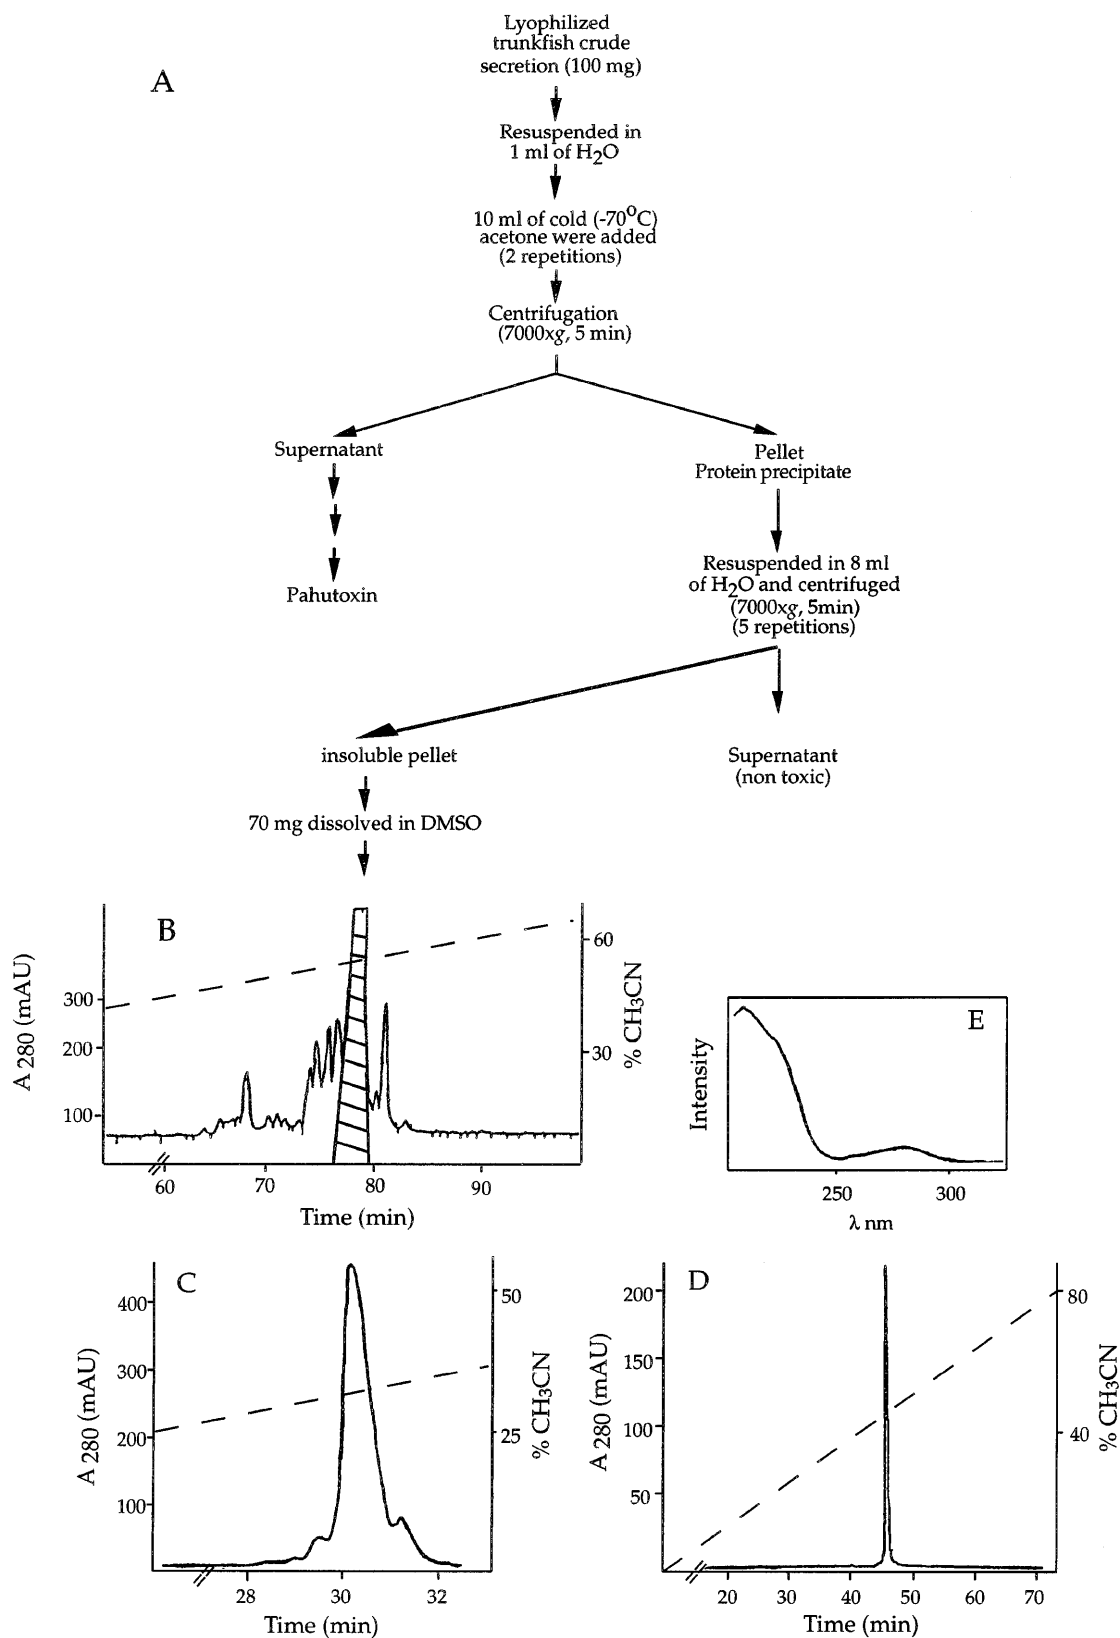 Lyophilized
trunkfish crude
secretion (100 mg)
A
Resuspended in
1 ml of H2O
10 ml of cold (-70°C)
acetone were added
(2 repetitions)
Centrifugation
(7000xg, 5 min)
Supernatant
Pahutoxin
Pellet
Protein precipitate
Resuspended in 8 ml
of H2O and centrifuged
(7000xg, 5min)
(5 repetitions)
insoluble pellet
Supernatant
(non toxic)
70 mg dissolved in DMSO
B
A 280 (mAU)
300
200
100
60
30
% CH3CN
60
70
80
90
Time (min)
E
Intensity
250
300
λ nm
C
A 280 (mAU)
400
300
200
100
50
25
% CH3CN
28
30
32
Time (min)
D
A 280 (mAU)
200
150
100
50
80
40
% CH3CN
20
30
40
50
60
70
Time (min)